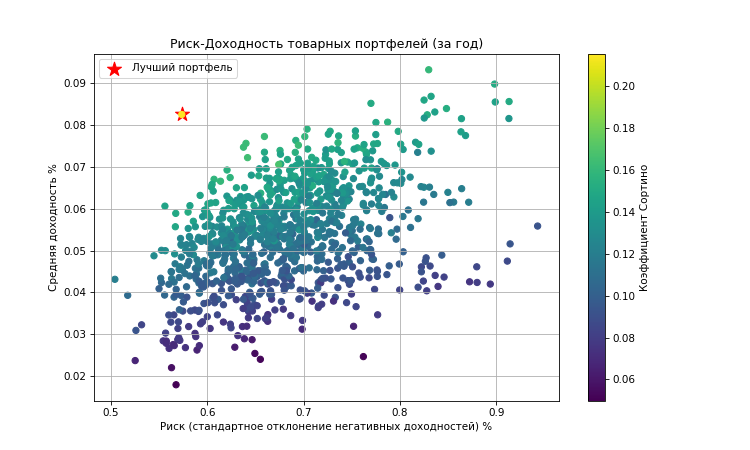 Риск-Доходность товарных портфелей (за год)
Лучший портфель
Средняя доходность %
0.09
0.08
0.07
0.06
0.05
0.04
0.03
0.02
0.5 0.6 0.7 0.8 0.9
Риск (стандартное отклонение негативных доходностей) %
0.20
0.18
0.16
0.14
0.12
0.10
0.08
0.06
Коэффициент Сортино